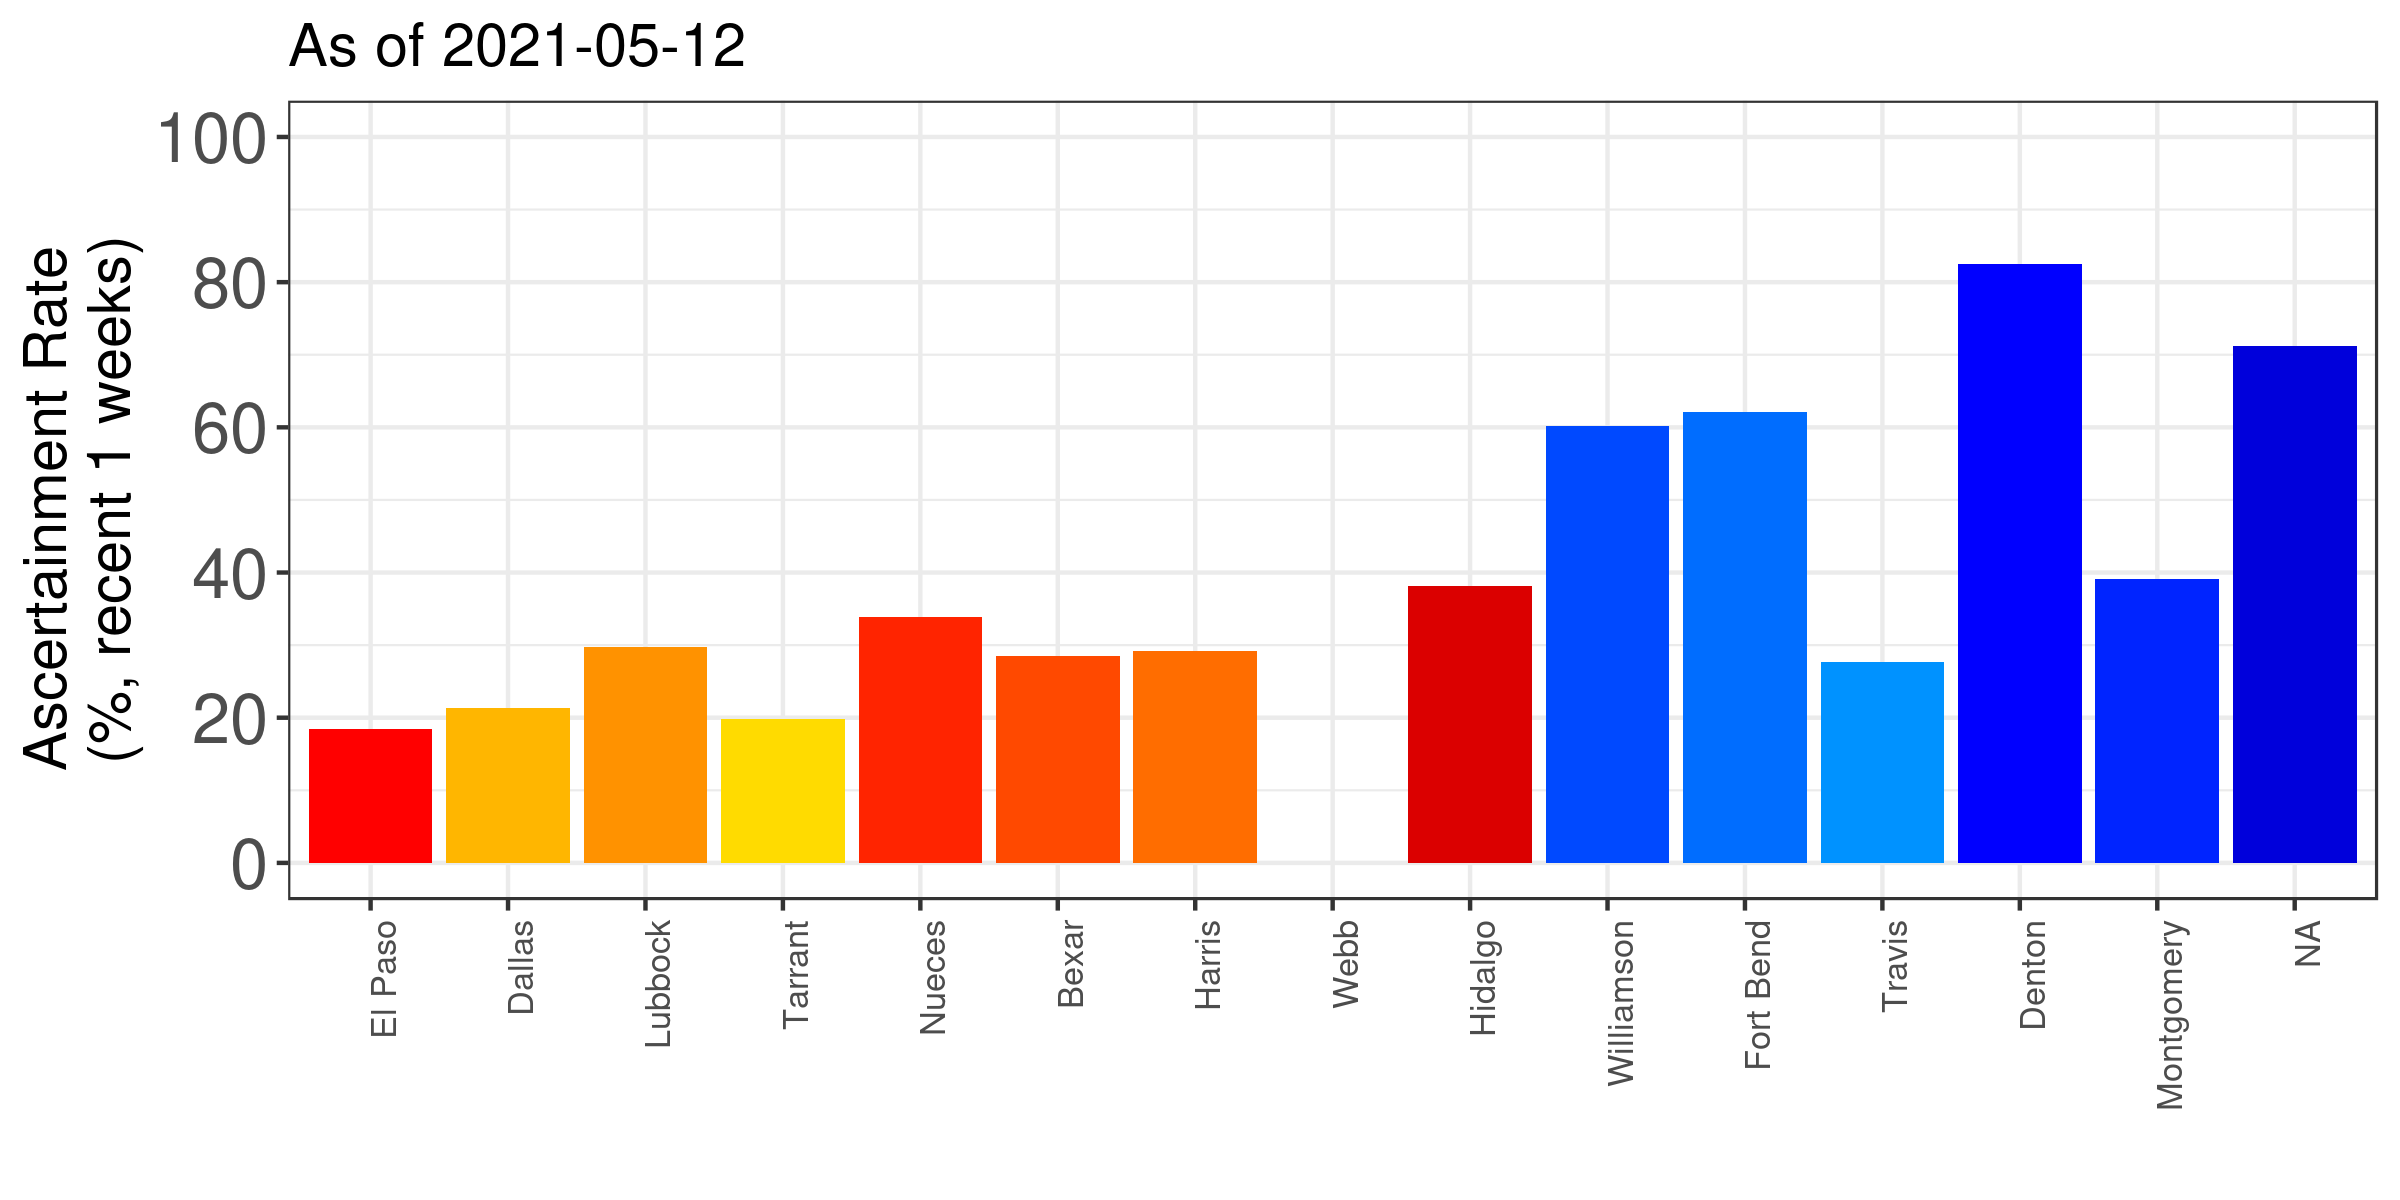 As of 2021-05-12
Ascertainment Rate
(%, recent 1 weeks)
100
80
60
40
20
0
El Paso
Dallas
Lubbock
Tarrant
Nueces
Bexar
Harris
Webb
Hidalgo
Williamson
Fort Bend
Travis
Denton
Montgomery
NA